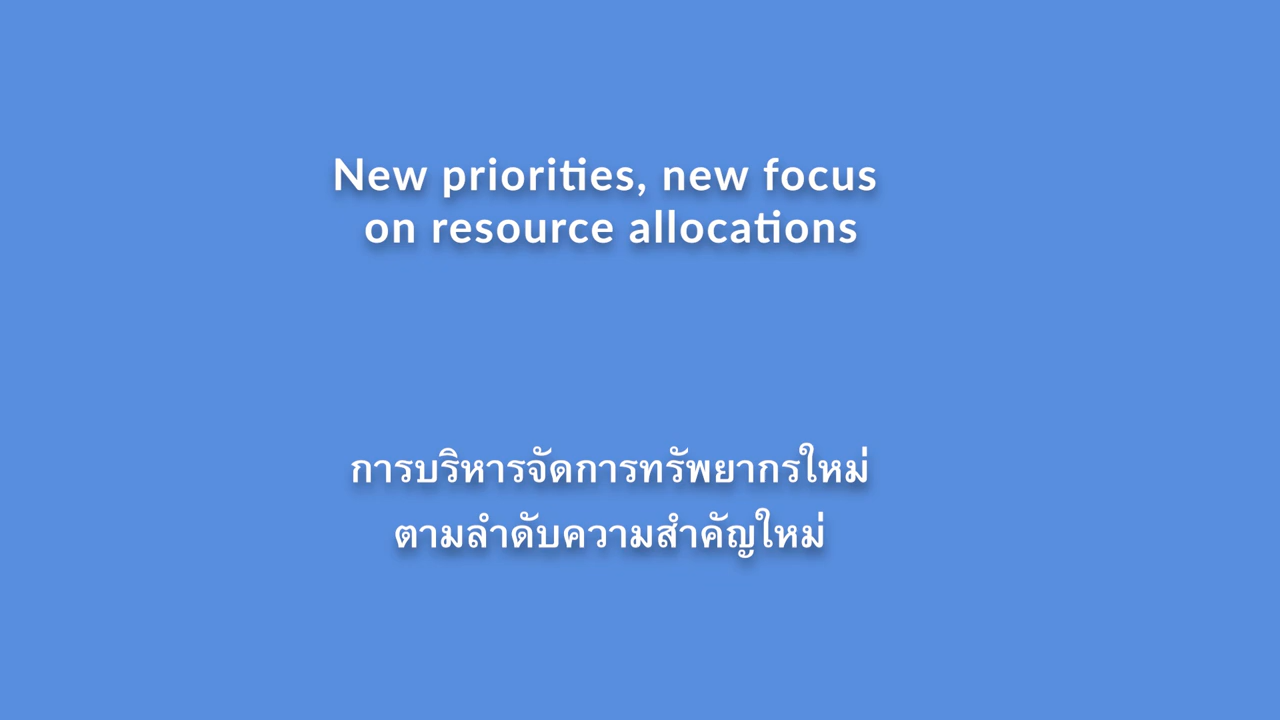 New priorities, new focus
on resource allocations
การบริหารจัดการทรัพยากรใหม่
ตามลำดับความสำคัญใหม่